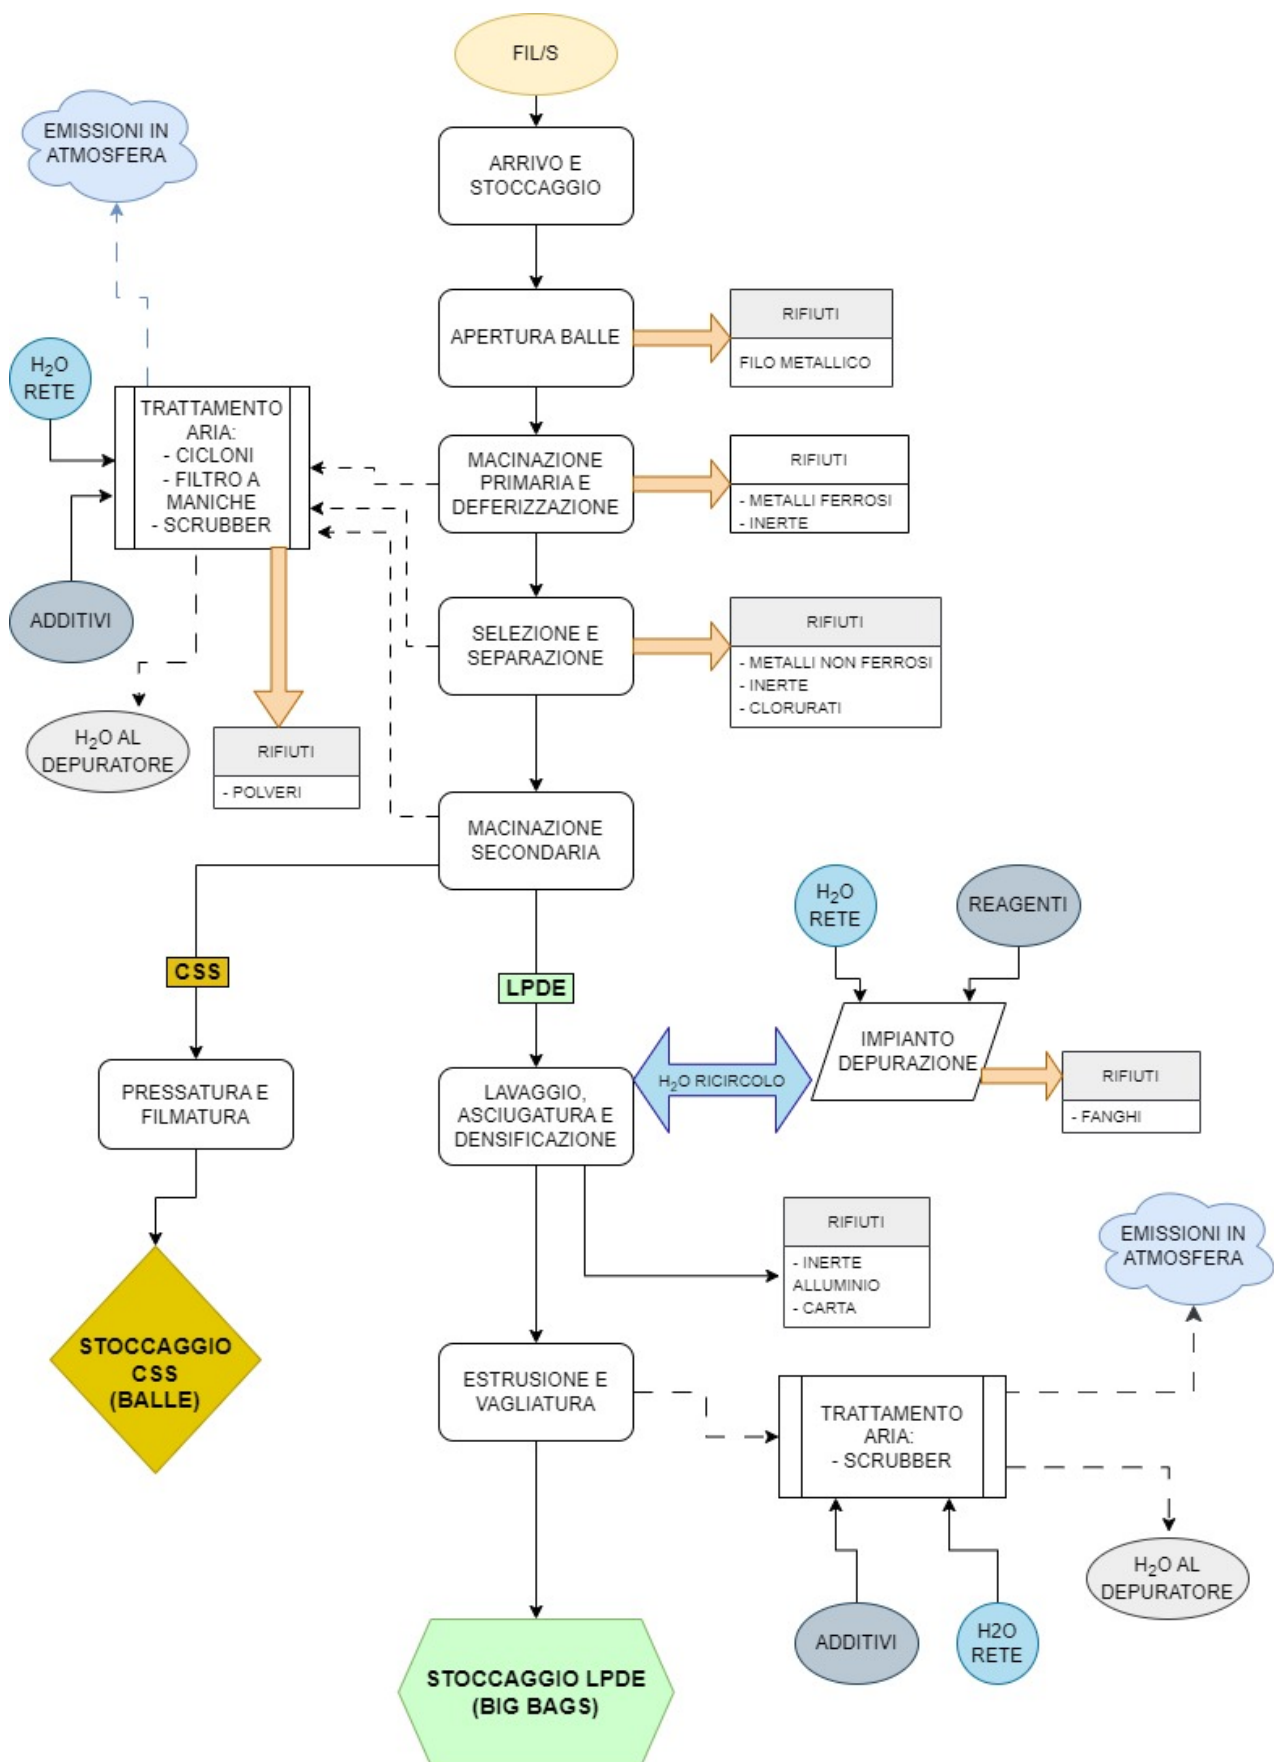 FIL/S
EMISSIONI IN
ATMOSFERA
ARRIVO E
STOCCAGGIO
APERTURA BALLE
RIFIUTI
FILO METALLICO
H₂O
RETE
TRATTAMENTO
ARIA:
- CICLONI
- FILTRO A
MANICHE
- SCRUBBER
MACINAZIONE
PRIMARIA E
DEFERIZZAZIONE
RIFIUTI
- METALLI FERROSI
- INERTE
ADDITIVI
SELEZIONE E
SEPARAZIONE
RIFIUTI
- METALLI NON FERROSI
- INERTE
- CLORURATI
H₂O AL
DEPURATORE
RIFIUTI
- POLVERI
MACINAZIONE
SECONDARIA
H₂O
RETE
REAGENTI
CSS
LPDE
IMPIANTO
DEPURAZIONE
PRESSATURA E
FILMATURA
LAVAGGIO,
ASCIUGATURA E
DENSIFICAZIONE
H₂O RICIRCOLO
RIFIUTI
- FANGHI
RIFIUTI
- INERTE
ALLUMINIO
- CARTA
EMISSIONI IN
ATMOSFERA
STOCCAGGIO
CSS
(BALLE)
ESTRUSIONE E
VAGLIATURA
TRATTAMENTO
ARIA:
- SCRUBBER
H₂O AL
DEPURATORE
ADDITIVI
H2O
RETE
STOCCAGGIO LPDE
(BIG BAGS)